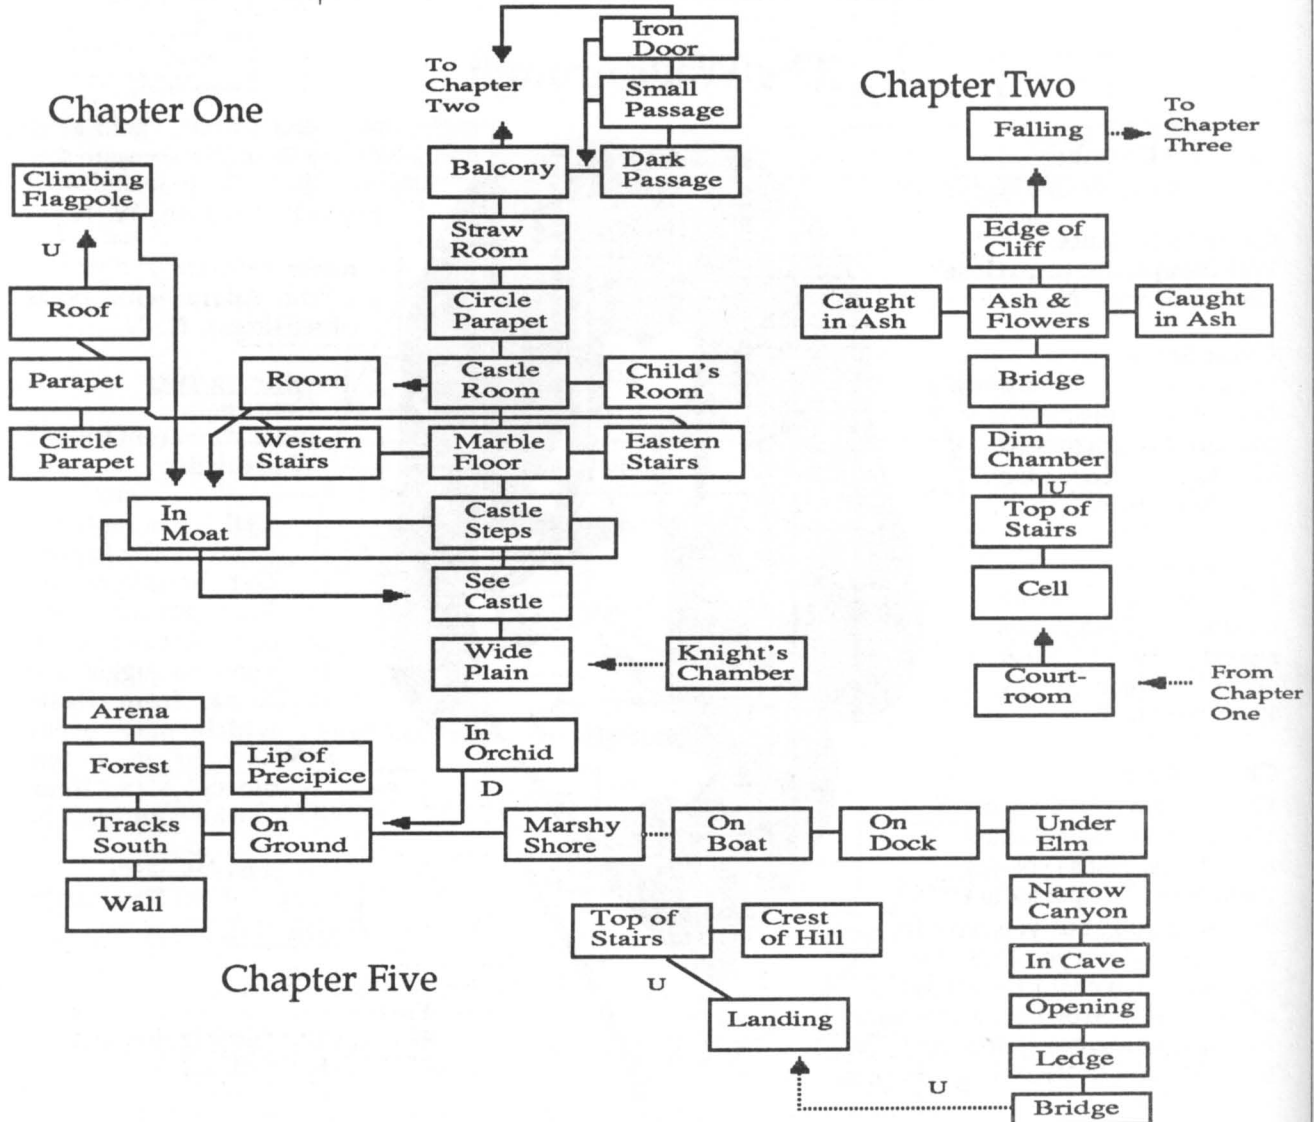 Chapter One
To
Chapter
Two
Iron
Door
Small
Passage
Dark
Passage
Balcony
Straw
Room
Circle
Parapet
Castle
Room
Child's
Room
Room
Climbing
Flagpole
U
Roof
Parapet
Circle
Parapet
Western
Stairs
Marble
Floor
Eastern
Stairs
In
Moat
Castle
Steps
See
Castle
Wide
Plain
Knight's
Chamber
Chapter Two
Falling
To
Chapter
Three
Edge of
Cliff
Caught
in Ash
Ash &
Flowers
Caught
in Ash
Bridge
Dim
Chamber
U
Top of
Stairs
Cell
Court-
room
From
Chapter
One
Arena
Forest
Lip of
Precipice
In
Orchid
D
Tracks
South
On
Ground
Marshy
Shore
On
Boat
On
Dock
Under
Elm
Wall
Narrow
Canyon
In Cave
Opening
Ledge
Bridge
Top of
Stairs
Crest
of Hill
U
Landing
U
Chapter Five